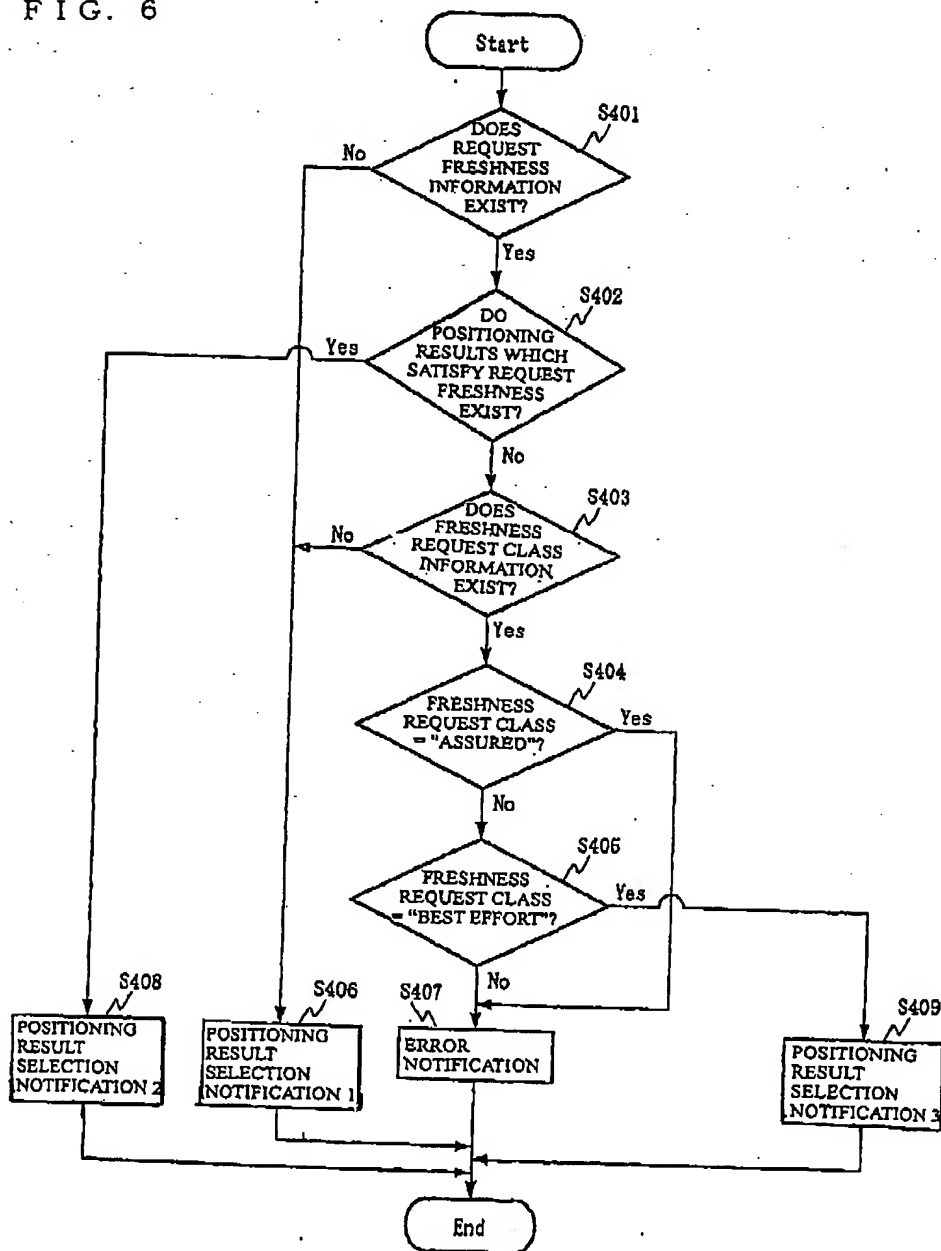 FIG. 6
Start
S401
DOES
REQUEST
FRESHNESS
INFORMATION
EXIST?
No
Yes
S402
DO
POSITIONING
RESULTS WHICH
SATISFY REQUEST
FRESHNESS
EXIST?
Yes
No
S403
DOES
FRESHNESS
REQUEST CLASS
INFORMATION
EXIST?
No
Yes
S404
FRESHNESS
REQUEST CLASS
= "ASSURED"?
Yes
No
S405
FRESHNESS
REQUEST CLASS
= "BEST EFFORT"?
Yes
No
S408
POSITIONING
RESULT
SELECTION
NOTIFICATION 2
S406
POSITIONING
RESULT
SELECTION
NOTIFICATION 1
S407
ERROR
NOTIFICATION
S409
POSITIONING
RESULT
SELECTION
NOTIFICATION 3
End